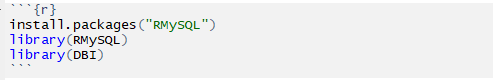 ```{r}
install.packages("RMySQL")
library(RMySQL)
library(DBI)
```